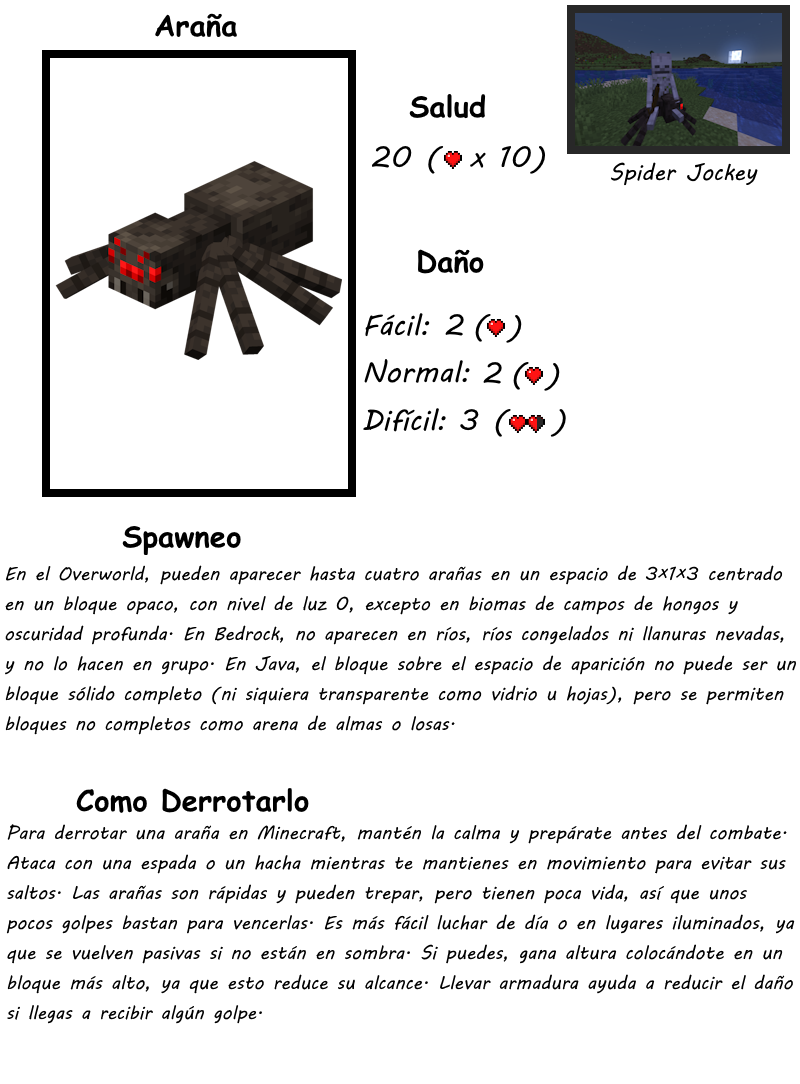 Araña
Salud
20 ( x 10)
Spider Jockey
Daño
Fácil: 2 ( )
Normal: 2 ( )
Difícil: 3 ( )
Spawneo
En el Overworld, pueden aparecer hasta cuatro arañas en un espacio de 3×1×3 centrado
en un bloque opaco, con nivel de luz 0, excepto en biomas de campos de hongos y
oscuridad profunda. En Bedrock, no aparecen en ríos, ríos congelados ni llanuras nevadas,
y no lo hacen en grupo. En Java, el bloque sobre el espacio de aparición no puede ser un
bloque sólido completo (ni siquiera transparente como vidrio u hojas), pero se permiten
bloques no completos como arena de almas o losas.
Como Derrotarlo
Para derrotar una araña en Minecraft, mantén la calma y prepárate antes del combate.
Ataca con una espada o un hacha mientras te mantienes en movimiento para evitar sus
saltos. Las arañas son rápidas y pueden trepar, pero tienen poca vida, así que unos
pocos golpes bastan para vencerlas. Es más fácil luchar de día o en lugares iluminados, ya
que se vuelven pasivas si no están en sombra. Si puedes, gana altura colocándote en un
bloque más alto, ya que esto reduce su alcance. Llevar armadura ayuda a reducir el daño
si llegas a recibir algún golpe.